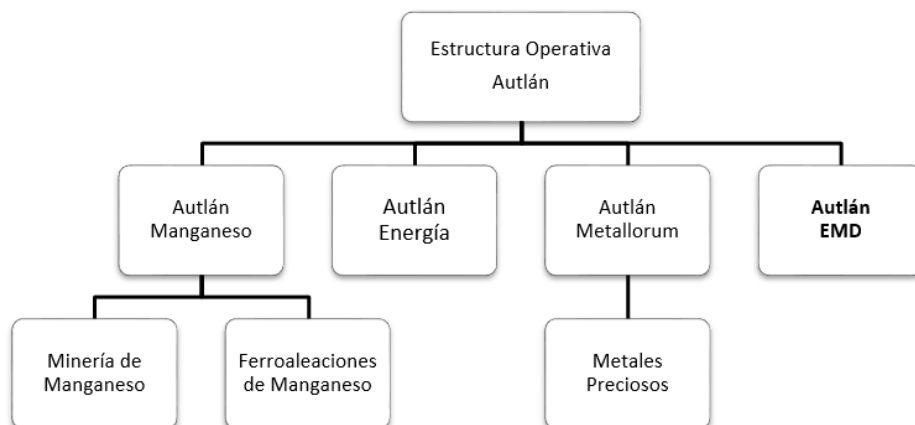 Estructura Operativa
Autlán
Autlán
Manganeso
Autlán
Energía
Autlán
Metallorum
Autlán
EMD
Minería de
Manganeso
Ferroaleaciones
de Manganeso
Metales
Preciosos